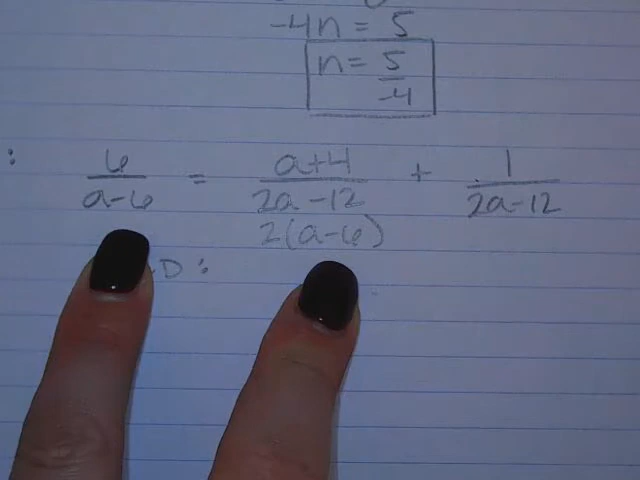 -4n = 5
n = 5/-4
: 6/a-6 = a+4/2a-12 + 1/2a-12
2(a-6)
D: